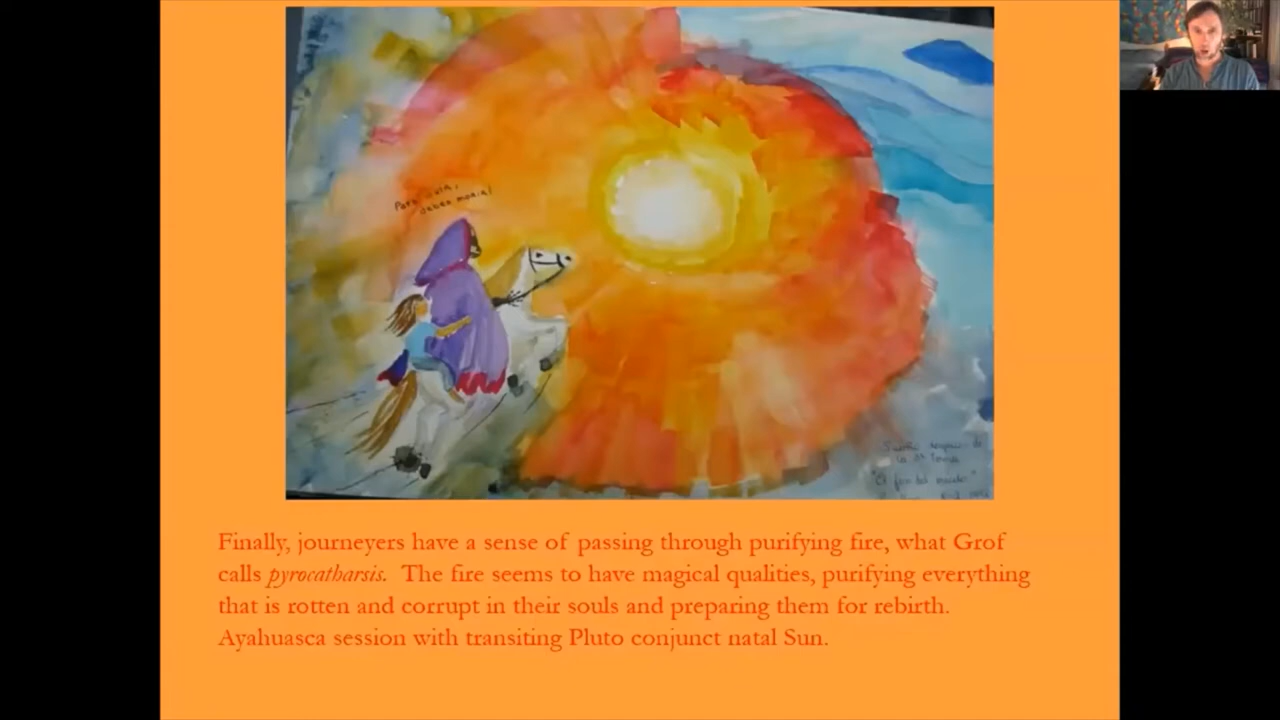 deben morir!
Finally, journeyers have a sense of passing through purifying fire, what Grof
calls pyrocatharsis. The fire seems to have magical qualities, purifying everything
that is rotten and corrupt in their souls and preparing them for rebirth.
Ayahuasca session with transiting Pluto conjunct natal Sun.